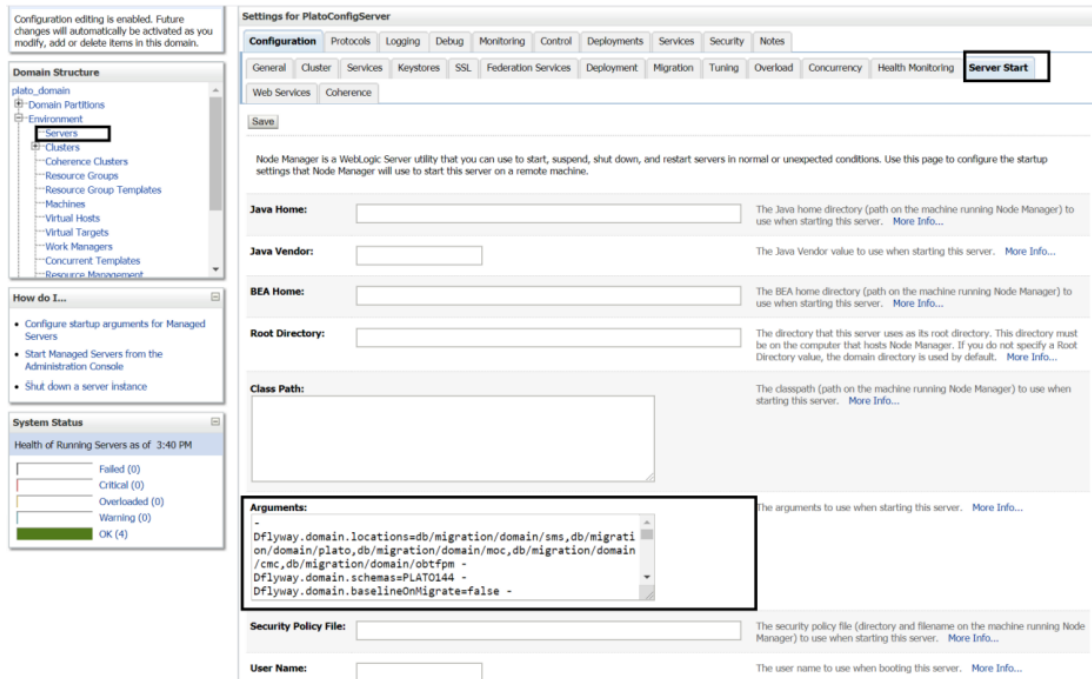 Configuration editing is enabled. Future
changes will automatically be activated as you
modify, add or delete items in this domain.
Domain Structure
plato_domain
Domain Partitions
Environment
Servers
Clusters
Coherence Clusters
Resource Groups
Resource Group Templates
Machines
Virtual Hosts
Virtual Targets
Work Managers
Concurrent Templates
Resource Management
How do I...
Configure startup arguments for Managed
Servers
Start Managed Servers from the
Administration Console
Shut down a server instance
System Status
Health of Running Servers as of 3:40 PM
Failed (0)
Critical (0)
Overloaded (0)
Warning (0)
OK (4)
Settings for PlatoConfigServer
Configuration Protocols Logging Debug Monitoring Control Deployments Services Security Notes
General Cluster Services Keystores SSL Federation Services Deployment Migration Tuning Overload Concurrency Health Monitoring Server Start
Web Services Coherence
Save
Node Manager is a WebLogic Server utility that you can use to start, suspend, shut down, and restart servers in normal or unexpected conditions. Use this page to configure the startup
settings that Node Manager will use to start this server on a remote machine.
Java Home:
The Java home directory (path on the machine running Node Manager) to
use when starting this server. More Info...
Java Vendor:
The Java Vendor value to use when starting this server. More Info...
BEA Home:
The BEA home directory (path on the machine running Node Manager) to
use when starting this server. More Info...
Root Directory:
The directory that this server uses as its root directory. This directory must
be on the computer that hosts Node Manager. If you do not specify a Root
Directory value, the domain directory is used by default. More Info...
Class Path:
The classpath (path on the machine running Node Manager) to use when
starting this server. More Info...
Arguments:
-
Dflyway.domain.locations=db/migration/domain/sms,db/migrati
on/domain/plato,db/migration/domain/moc,db/migration/domain
/cmc,db/migration/domain/obtfpm -
Dflyway.domain.schemas=PLATO144 -
Dflyway.domain.baselineOnMigrate=false -
The arguments to use when starting this server. More Info...
Security Policy File:
The security policy file (directory and filename on the machine running Node
Manager) to use when starting this server. More Info...
User Name:
The user name to use when booting this server. More Info...